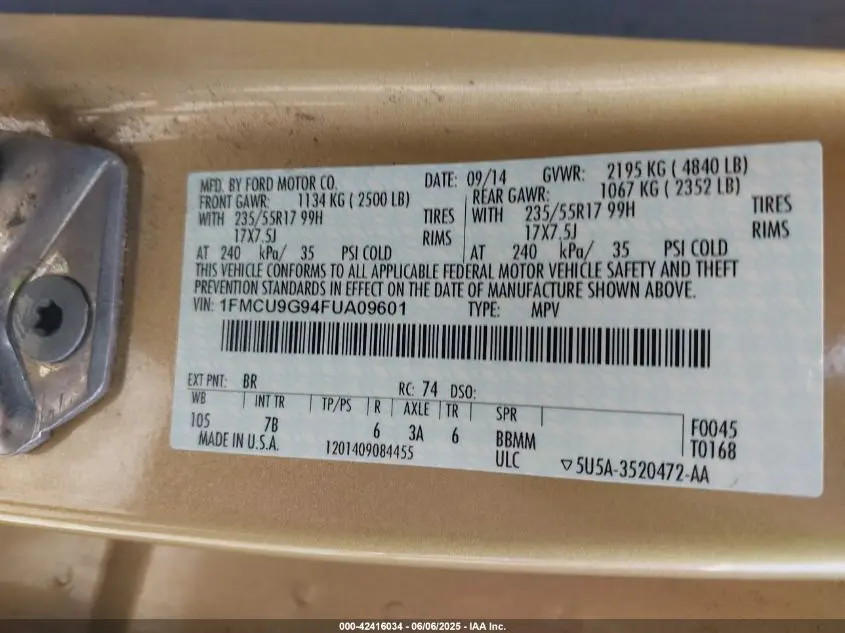 MFD. BY FORD MOTOR CO. DATE: 09/14 GVWR: 2195 KG ( 4840 LB)
FRONT GAWR: 1134 KG ( 2500 LB) REAR GAWR: 1067 KG ( 2352 LB)
WITH 235/55R17 99H TIRES WITH 235/55R17 99H TIRES
17X7.5J RIMS 17X7.5J RIMS
AT 240 kPa/ 35 PSI COLD AT 240 kPa/ 35 PSI COLD
THIS VEHICLE CONFORMS TO ALL APPLICABLE FEDERAL MOTOR VEHICLE SAFETY AND THEFT
PREVENTION STANDARDS IN EFFECT ON THE DATE OF MANUFACTURE SHOWN ABOVE.
VIN: 1FMCU9G94FUA09601 TYPE: MPV
EXT PNT: BR RC: 74 DSO:
WB INT TR TP/PS R AXLE TR SPR
105 7B 6 3A 6 BBMM F0045
MADE IN U.S.A. 1201409084455 ULC T0168
▽5U5A-3520472-AA
000-42416034 - 06/06/2025 - IAA Inc.